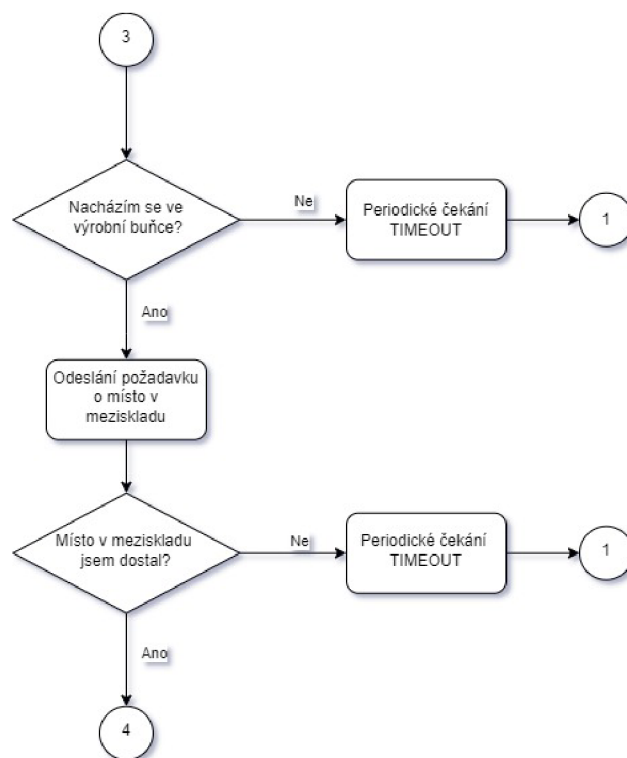 3
Nacházím se ve
výrobní buňce?
Ne
Periodické čekání
TIMEOUT
1
Ano
Odeslání požadavku
o místo v
meziskladu
Místo v meziskladu
jsem dostal?
Ne
Periodické čekání
TIMEOUT
1
Ano
4